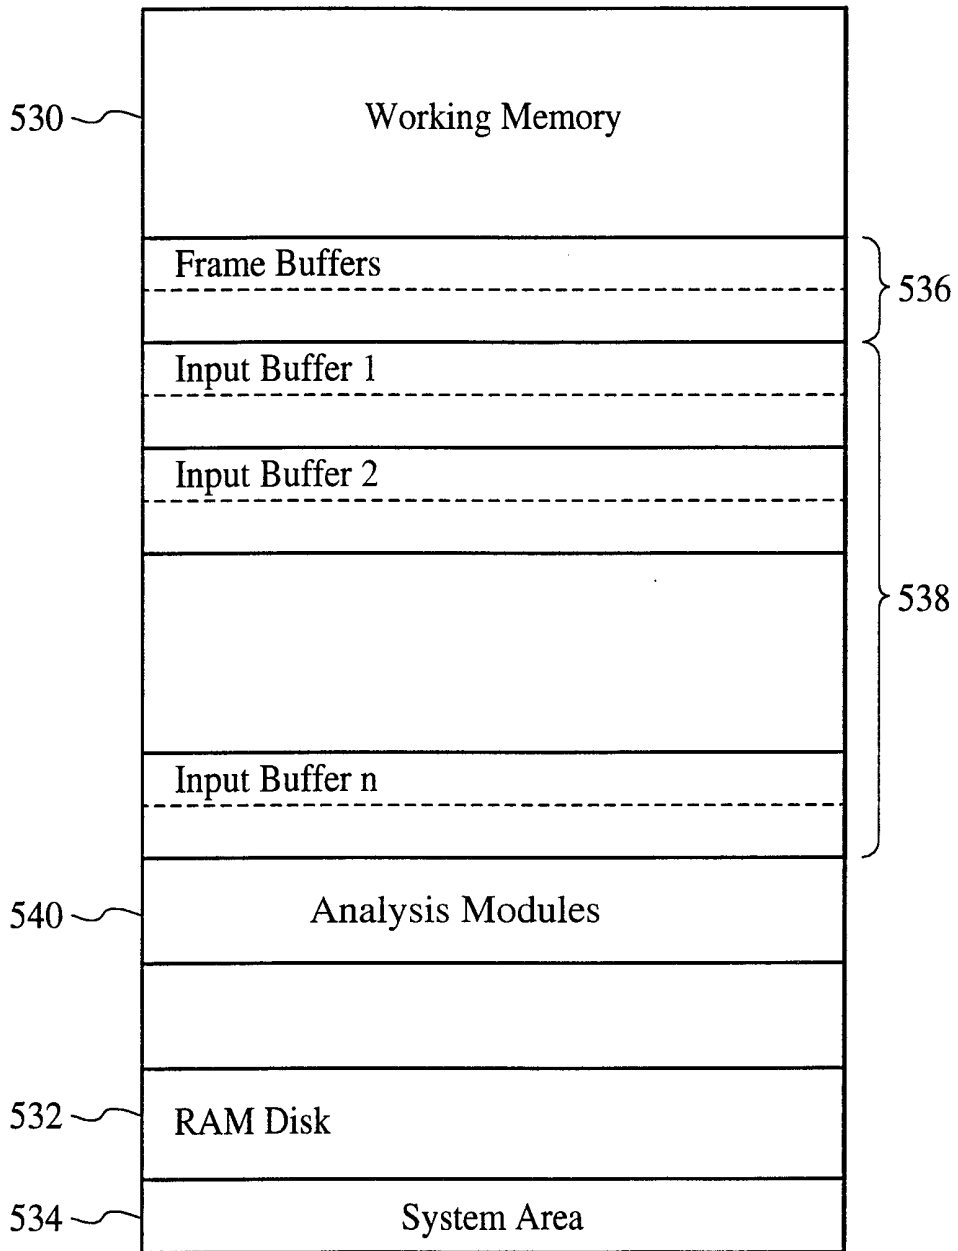 530
Working Memory
Frame Buffers
536
Input Buffer 1
Input Buffer 2
538
Input Buffer n
540
Analysis Modules
532
RAM Disk
534
System Area